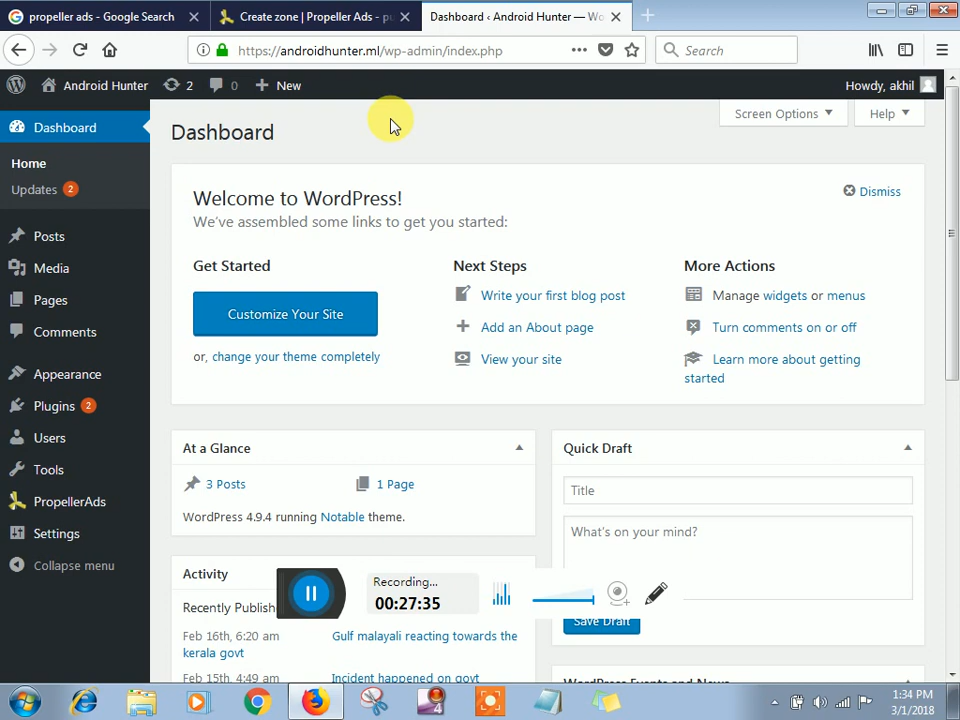 propeller ads - Google Search
Create zone | Propeller Ads - pu
Dashboard ‹ Android Hunter — Wo
https://androidhunter.ml/wp-admin/index.php
Search
Android Hunter
2
0
New
Howdy, akhil
Dashboard
Home
Updates 2
Posts
Media
Pages
Comments
Appearance
Plugins 2
Users
Tools
PropellerAds
Settings
Collapse menu
Dashboard
Screen Options
Help
Welcome to WordPress!
Dismiss
We've assembled some links to get you started:
Get Started
Customize Your Site
or, change your theme completely
Next Steps
Write your first blog post
Add an About page
View your site
More Actions
Manage widgets or menus
Turn comments on or off
Learn more about getting
started
At a Glance
3 Posts
1 Page
WordPress 4.9.4 running Notable theme.
Activity
Recently Publishe
Feb 16th, 6:20 am
Gulf malayali reacting towards the
kerala govt
Feb 15th, 4:49 am
Incident happened on govt
Quick Draft
Title
What's on your mind?
Save Draft
WordPress Events and News
Recording...
00:27:35
4
1:34 PM
3/1/2018